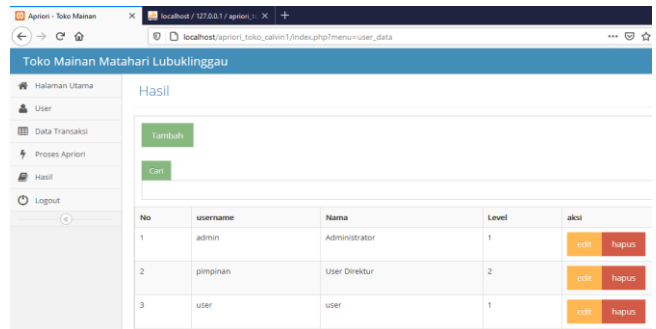 Apriori - Toko Mainan
localhost / 127.0.0.1 / apriori_t
localhost/apriori_toko_calvin1/index.php?menu=user_data
Toko Mainan Matahari Lubuklinggau
Halaman Utama
User
Data Transaksi
Proses Apriori
Hasil
Logout
Hasil
Tambah
Cari
No username Nama Level aksi
1 admin Administrator 1 edit hapus
2 pimpinan User Direktur 2 edit hapus
3 user user 1 edit hapus